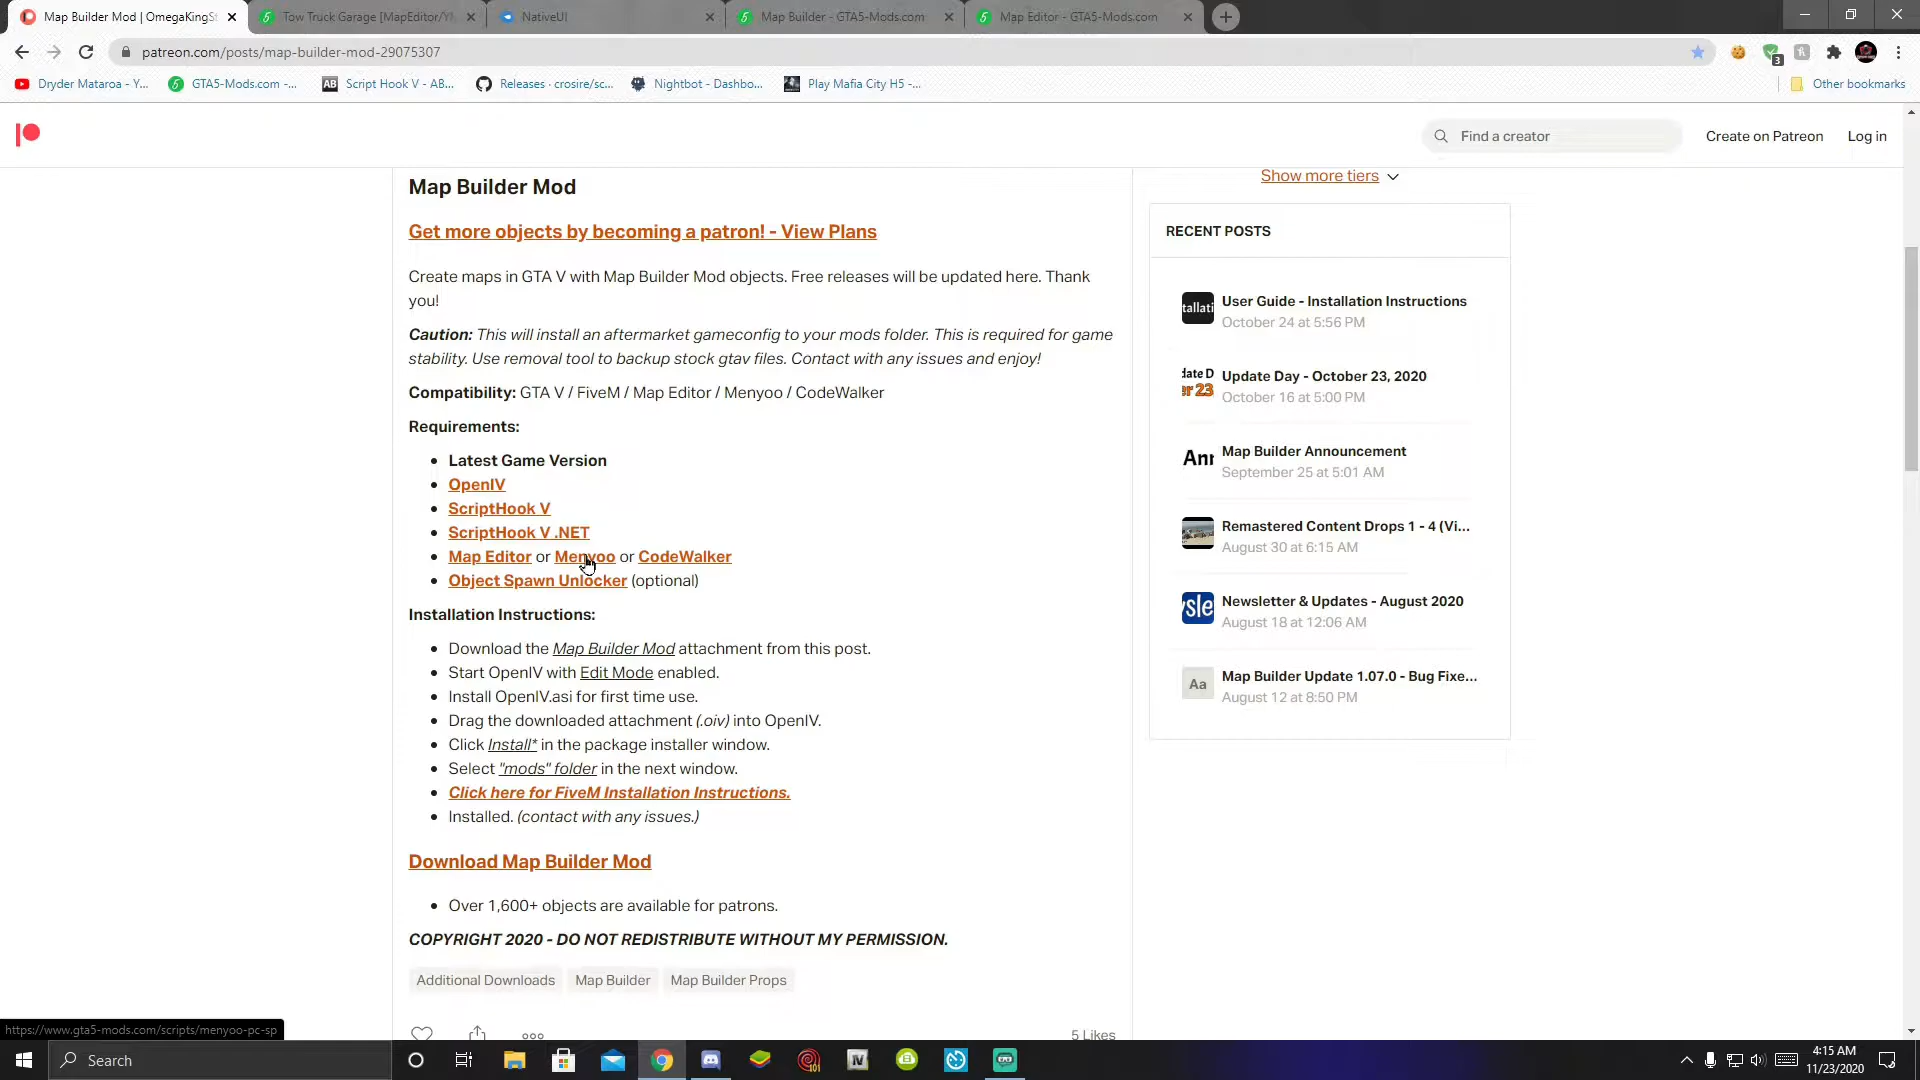 Map Builder Mod | OmegaKingSt
Tow Truck Garage [MapEditor/YM
NativeUI
Map Builder - GTA5-Mods.com
Map Editor - GTA5-Mods.com
patreon.com/posts/map-builder-mod-29075307
3
Dryder Mataroa - Y...
GTA5-Mods.com -...
AB
Script Hook V - AB...
Releases · crosire/sc...
Nightbot - Dashbo...
Play Mafia City H5 -...
Other bookmarks
Find a creator
Create on Patreon
Log in
Map Builder Mod
Get more objects by becoming a patron! - View Plans
Create maps in GTA V with Map Builder Mod objects. Free releases will be updated here. Thank
you!
Caution: This will install an aftermarket gameconfig to your mods folder. This is required for game
stability. Use removal tool to backup stock gtav files. Contact with any issues and enjoy!
Compatibility: GTA V / FiveM / Map Editor / Menyoo / CodeWalker
Requirements:
• Latest Game Version
• OpenIV
• ScriptHook V
• ScriptHook V .NET
• Map Editor or Menyoo or CodeWalker
• Object Spawn Unlocker (optional)
Installation Instructions:
• Download the Map Builder Mod attachment from this post.
• Start OpenIV with Edit Mode enabled.
• Install OpenIV.asi for first time use.
• Drag the downloaded attachment (.oiv) into OpenIV.
• Click Install* in the package installer window.
• Select "mods" folder in the next window.
• Click here for FiveM Installation Instructions.
• Installed. (contact with any issues.)
Download Map Builder Mod
• Over 1,600+ objects are available for patrons.
COPYRIGHT 2020 - DO NOT REDISTRIBUTE WITHOUT MY PERMISSION.
Additional Downloads
Map Builder
Map Builder Props
5 Likes
Show more tiers
RECENT POSTS
tallati
User Guide - Installation Instructions
October 24 at 5:56 PM
date D
er 23
Update Day - October 23, 2020
October 16 at 5:00 PM
Ann
Map Builder Announcement
September 25 at 5:01 AM
Remastered Content Drops 1 - 4 (Vi...
August 30 at 6:15 AM
sle
Newsletter & Updates - August 2020
August 18 at 12:06 AM
Aa
Map Builder Update 1.07.0 - Bug Fixe...
August 12 at 8:50 PM
https://www.gta5-mods.com/scripts/menyoo-pc-sp
Search
101
IV
4:15 AM
11/23/2020